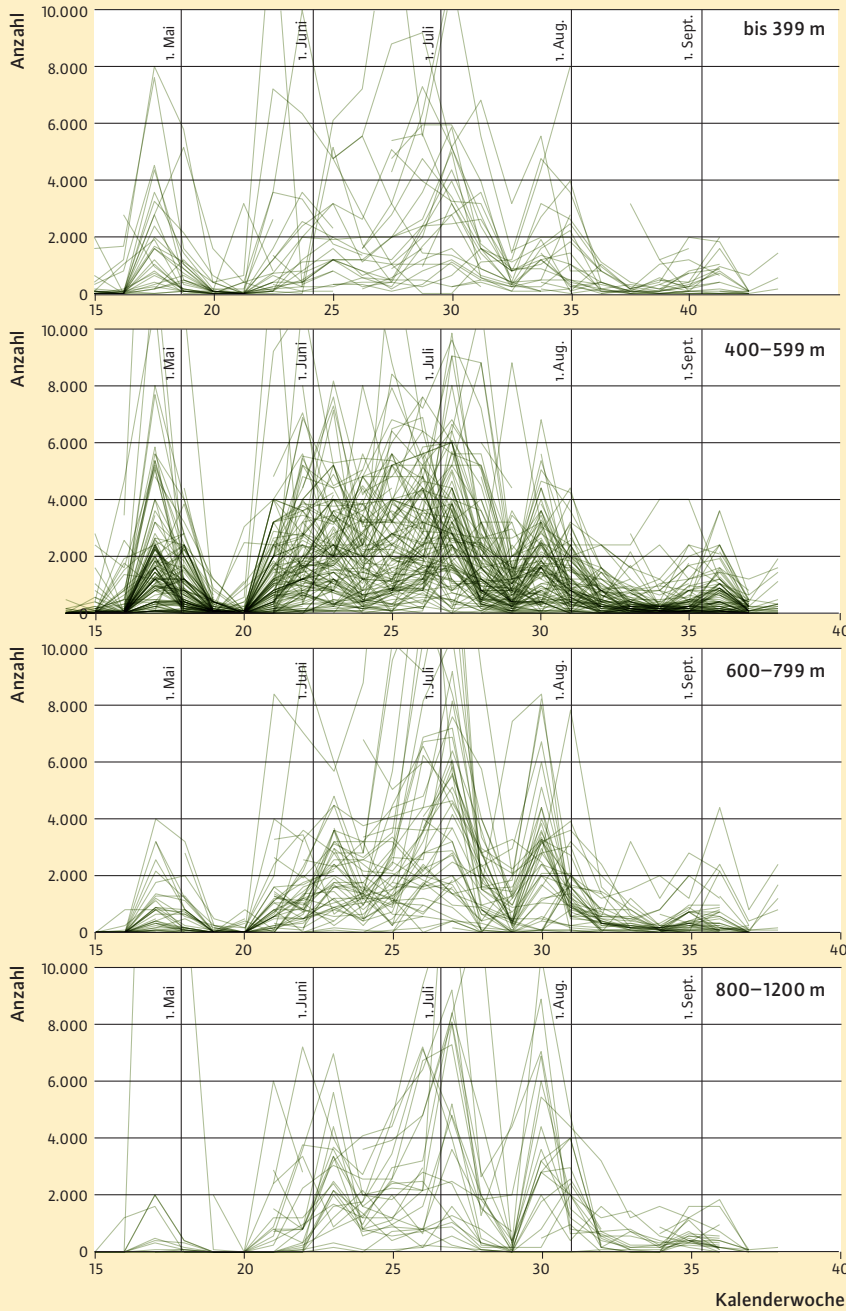 Anzahl
10.000
8.000
6.000
4.000
2.000
0
1. Mai
1. Juni
1. Juli
1. Aug.
1. Sept.
bis 399 m
15 20 25 30 35 40
Anzahl
10.000
8.000
6.000
4.000
2.000
0
1. Mai
1. Juni
1. Juli
1. Aug.
1. Sept.
400–599 m
15 20 25 30 35 40
Anzahl
10.000
8.000
6.000
4.000
2.000
0
1. Mai
1. Juni
1. Juli
1. Aug.
1. Sept.
600–799 m
15 20 25 30 35 40
Anzahl
10.000
8.000
6.000
4.000
2.000
0
1. Mai
1. Juni
1. Juli
1. Aug.
1. Sept.
800–1200 m
15 20 25 30 35 40
Kalenderwoche